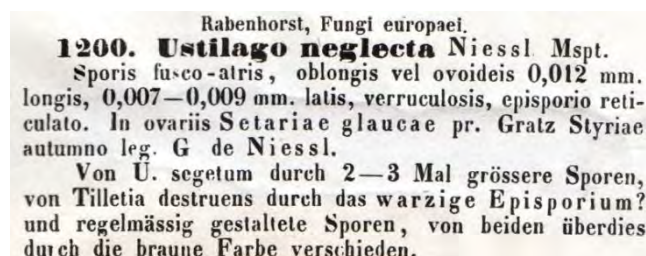 Rabenhorst, Fungi europaei.
1200. Ustilago neglecta Niessl Mspt.
Sporis fusco-atris, oblongis vel ovoideis 0,012 mm.
longis, 0,007—0,009 mm. latis, verruculosis, episporio reti-
culato. In ovariis Setariae glaucae pr. Gratz Styriae
autumno leg. G de Niessl.
Von U. segetum durch 2—3 Mal grössere Sporen,
von Tilletia destruens durch das warzige Episporium?
und regelmässig gestaltete Sporen, von beiden überdies
durch die braune Farbe verschieden.